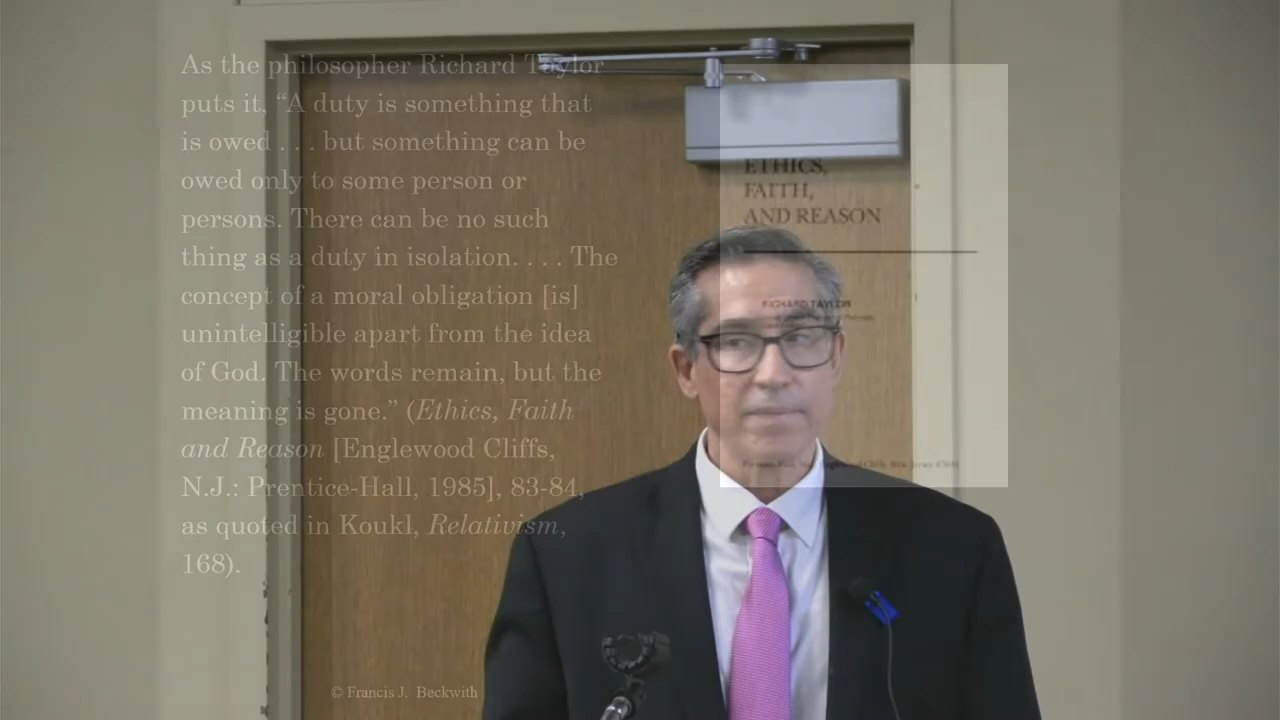 As the philosopher Richard Taylor
puts it, “A duty is something that
is owed . . . but something can be
owed only to some person or
persons. There can be no such
thing as a duty in isolation. . . . The
concept of a moral obligation [is]
unintelligible apart from the idea
of God. The words remain, but the
meaning is gone.” (Ethics, Faith
and Reason [Englewood Cliffs,
N.J.: Prentice-Hall, 1985], 83-84,
as quoted in Koukl, Relativism,
168).
ETHICS,
FAITH,
AND REASON
RICHARD TAYLOR
© Francis J. Beckwith